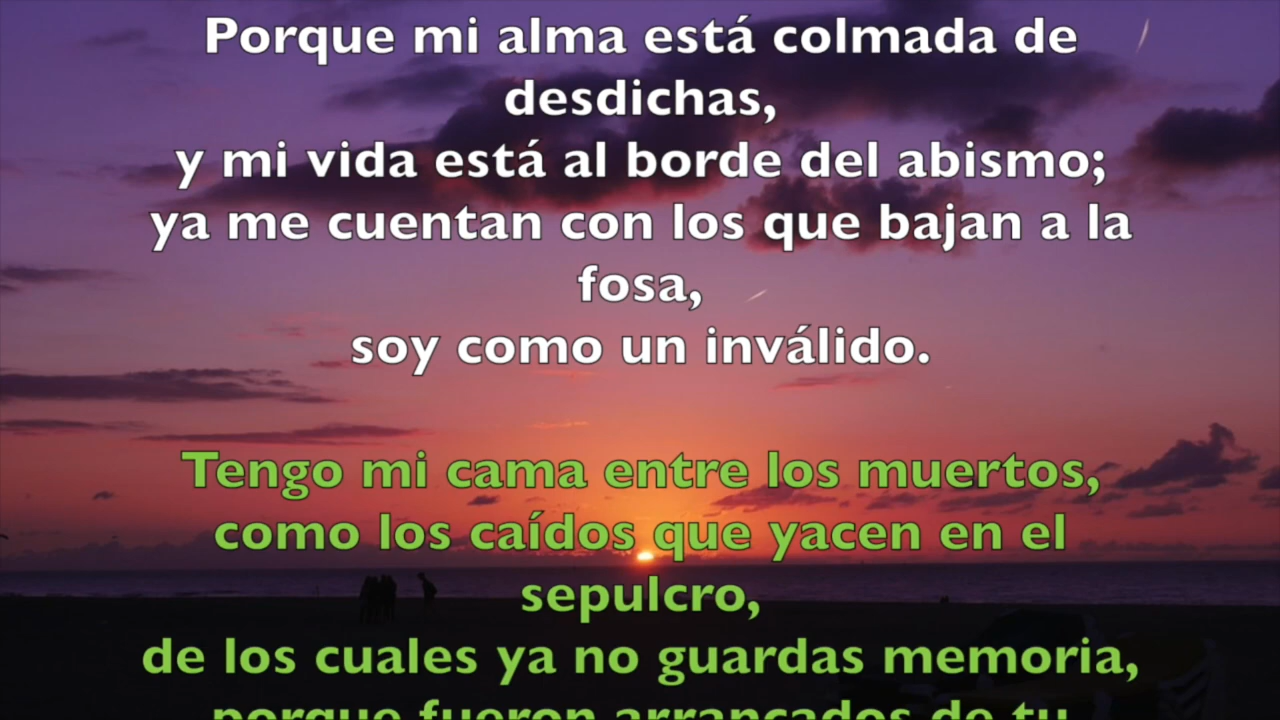 Porque mi alma está colmada de
desdichas,
y mi vida está al borde del abismo;
ya me cuentan con los que bajan a la
fosa,
soy como un inválido.
Tengo mi cama entre los muertos,
como los caídos que yacen en el
sepulcro,
de los cuales ya no guardas memoria,
porque fueron arrancados de tu